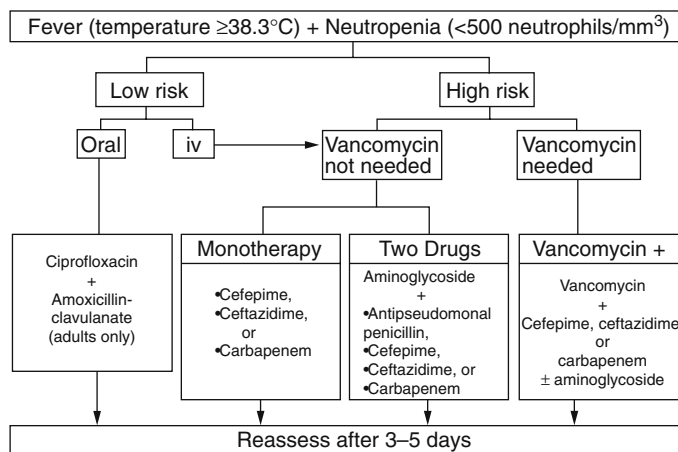 Fever (temperature ≥38.3°C) + Neutropenia (<500 neutrophils/mm³)
Low risk
High risk
Oral
iv
Vancomycin
not needed
Vancomycin
needed
Ciprofloxacin
+
Amoxicillin-
clavulanate
(adults only)
Monotherapy
•Cefepime,
•Ceftazidime,
or
•Carbapenem
Two Drugs
Aminoglycoside
+
•Antipseudomonal
penicillin,
•Cefepime,
•Ceftazidime, or
•Carbapenem
Vancomycin +
Vancomycin
+
Cefepime, ceftazidime
or
carbapenem
± aminoglycoside
Reassess after 3–5 days